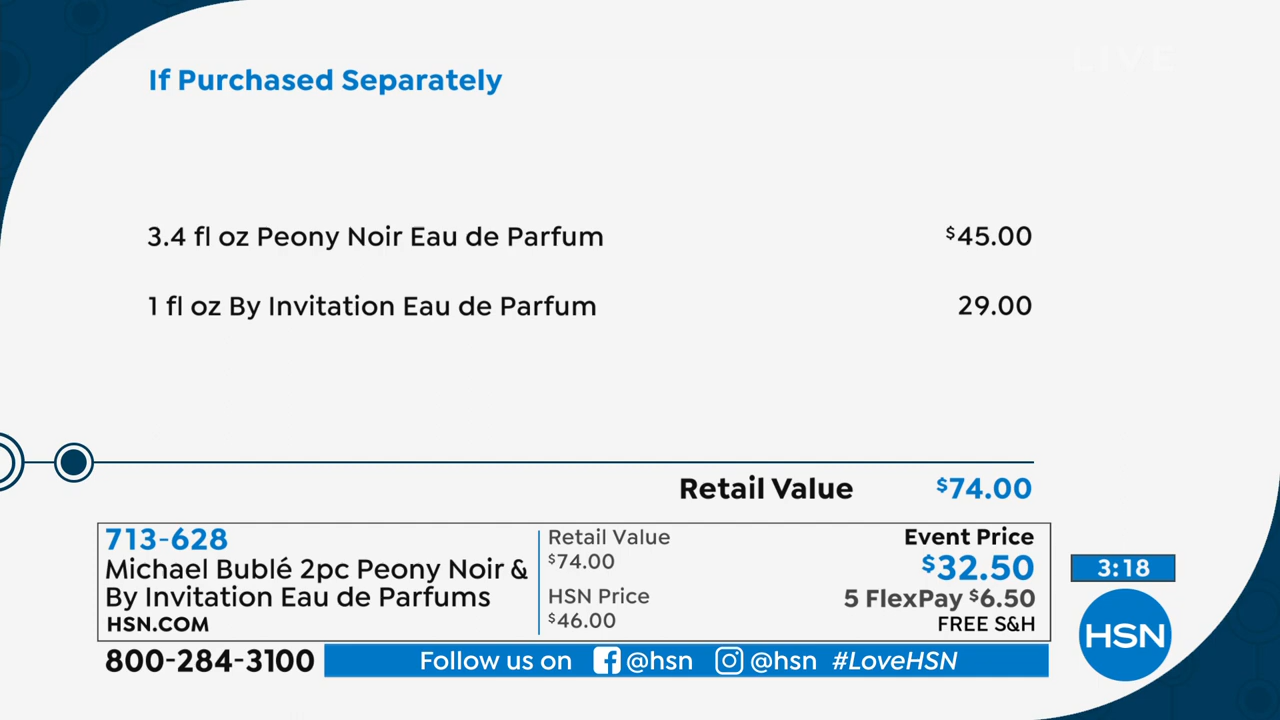 LIVE
If Purchased Separately
3.4 fl oz Peony Noir Eau de Parfum $45.00
1 fl oz By Invitation Eau de Parfum 29.00
Retail Value $74.00
713-628
Michael Bublé 2pc Peony Noir &
By Invitation Eau de Parfums
HSN.COM
Retail Value
$74.00
HSN Price
$46.00
Event Price
$32.50
5 FlexPay $6.50
FREE S&H
3:18
HSN
800-284-3100
Follow us on @hsn @hsn #LoveHSN